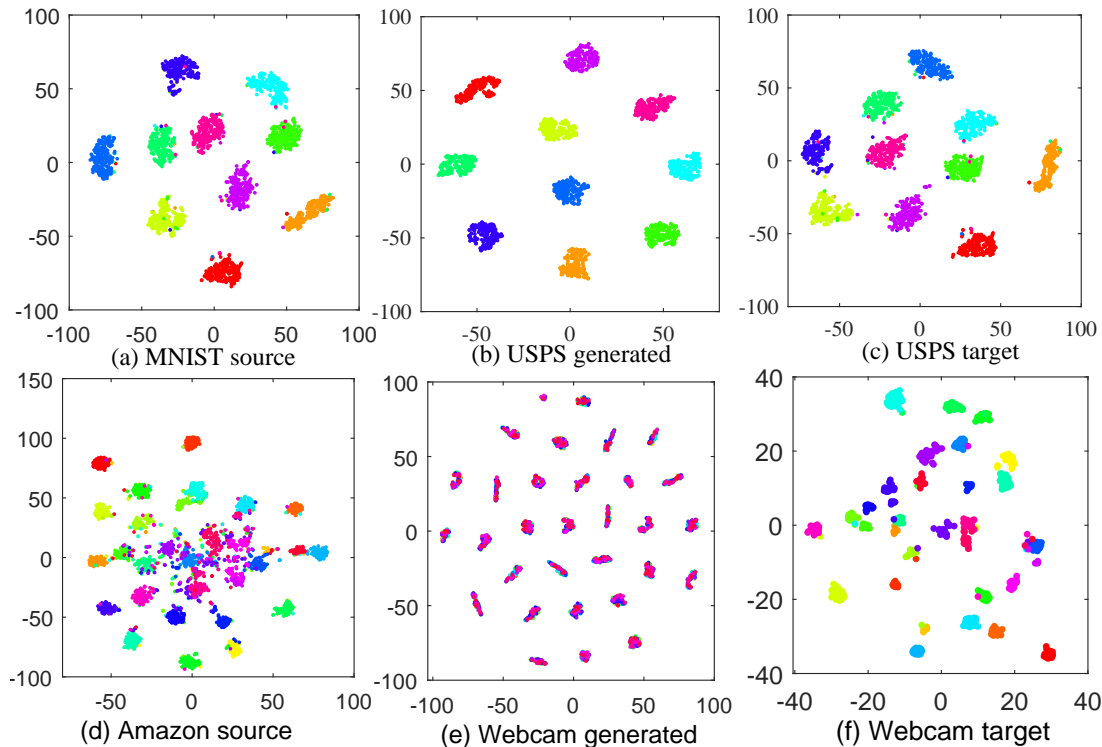 100
50
0
-50
-100
-100 -50 0 50 100
(a) MNIST source
100
50
0
-50
-100
-50 0 50
(b) USPS generated
100
50
0
-50
-100
-50 0 50 100
(c) USPS target
150
100
50
0
-50
-100
-50 0 50 100
(d) Amazon source
100
50
0
-50
-100
-100 -50 0 50 100
(e) Webcam generated
40
20
0
-20
-40
-40 -20 0 20 40
(f) Webcam target